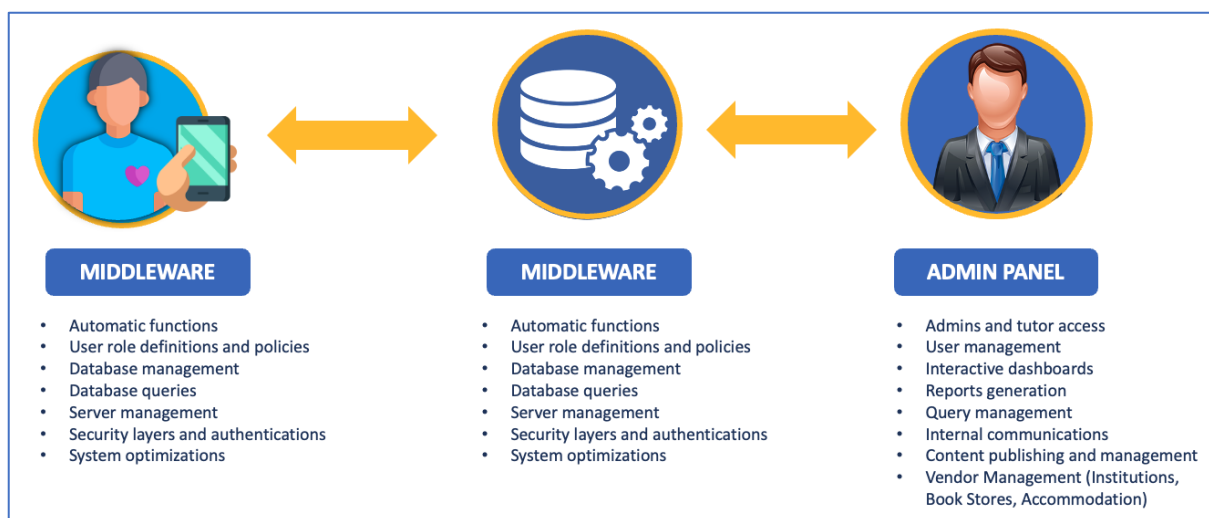 MIDDLEWARE
• Automatic functions
• User role definitions and policies
• Database management
• Database queries
• Server management
• Security layers and authentications
• System optimizations
MIDDLEWARE
• Automatic functions
• User role definitions and policies
• Database management
• Database queries
• Server management
• Security layers and authentications
• System optimizations
ADMIN PANEL
• Admins and tutor access
• User management
• Interactive dashboards
• Reports generation
• Query management
• Internal communications
• Content publishing and management
• Vendor Management (Institutions,
Book Stores, Accommodation)